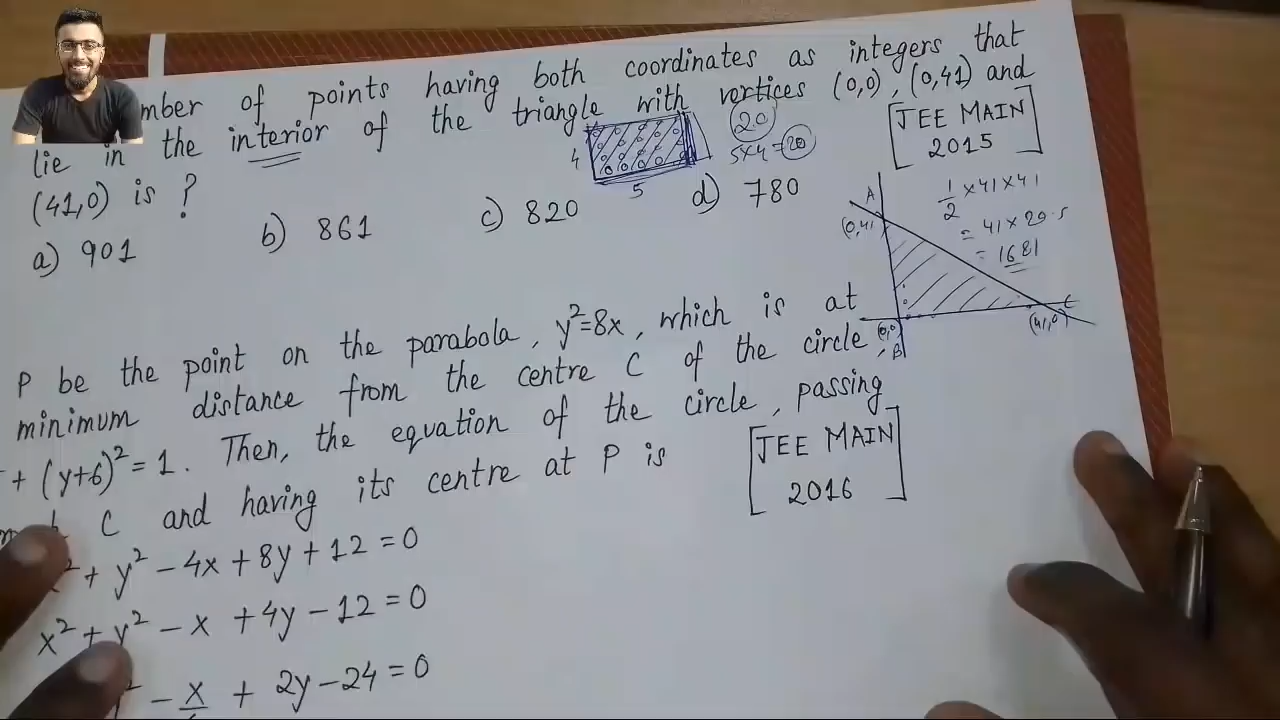 mber of points having both coordinates as integers that
lie in the interior of the triangle with vertices (0,0), (0,41) and
(41,0) is ?
[JEE MAIN
2015]
20
5x4=20
4
5
a) 901
b) 861
c) 820
d) 780
A
(0,41)
(0,0)
B
(41,0)
C
1/2 ×41×41
= 41×20.5
= 1681
P be the point on the parabola, y²=8x, which is at
minimum distance from the centre C of the circle,
+ (y+6)² = 1. Then, the equation of the circle, passing
C and having its centre at P is
[JEE MAIN
2016]
² + y² - 4x + 8y + 12 = 0
x² + y² - x + 4y - 12 = 0
² - x + 2y - 24 = 0